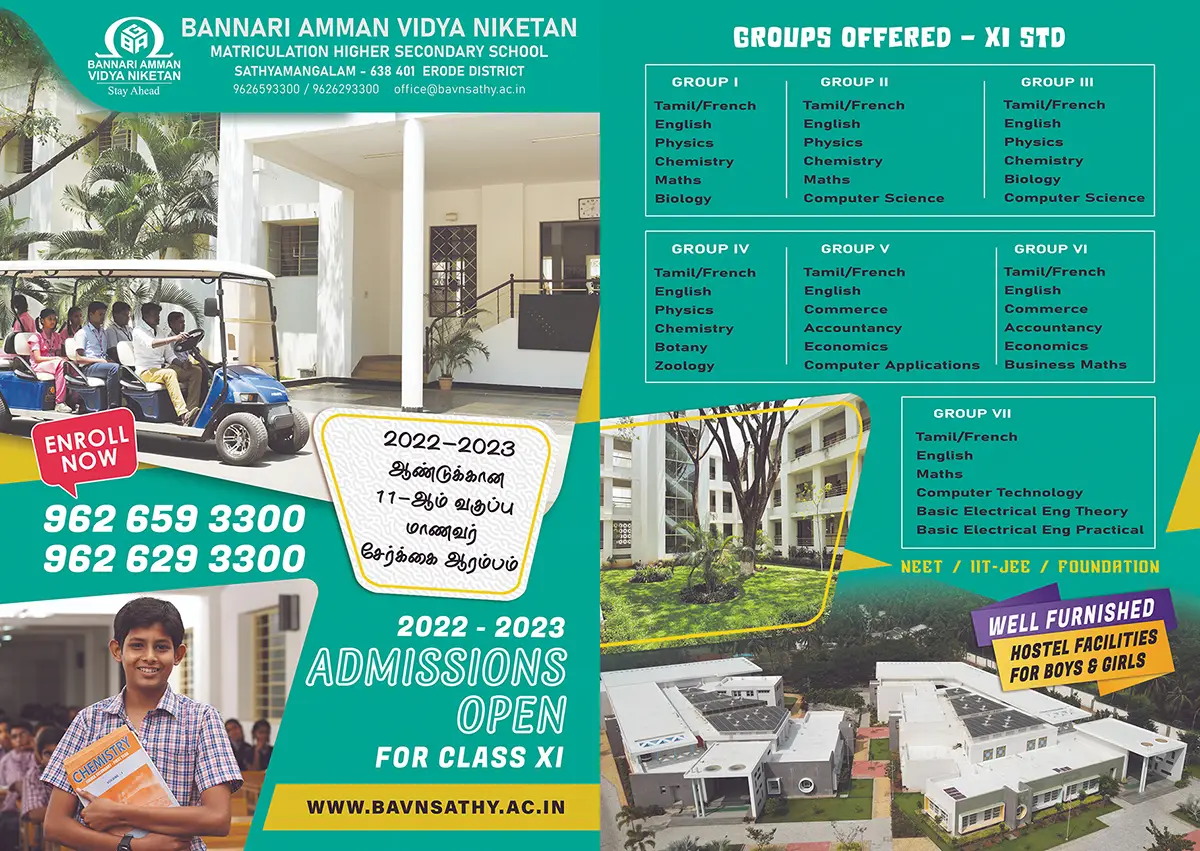 BANNARI AMMAN
VIDYA NIKETAN
Stay Ahead
BANNARI AMMAN VIDYA NIKETAN
MATRICULATION HIGHER SECONDARY SCHOOL
SATHYAMANGALAM - 638 401 ERODE DISTRICT
9626593300 / 9626293300 office@bavnsathy.ac.in
ENROLL
NOW
962 659 3300
962 629 3300
2022-2023
ஆண்டுக்கான
11-ஆம் வகுப்பு
மாணவர்
சேர்க்கை ஆரம்பம்
CHEMISTRY
2022 - 2023
ADMISSIONS
OPEN
FOR CLASS XI
WWW.BAVNSATHY.AC.IN
GROUPS OFFERED - XI STD
GROUP I
Tamil/French
English
Physics
Chemistry
Maths
Biology
GROUP II
Tamil/French
English
Physics
Chemistry
Maths
Computer Science
GROUP III
Tamil/French
English
Physics
Chemistry
Biology
Computer Science
GROUP IV
Tamil/French
English
Physics
Chemistry
Botany
Zoology
GROUP V
Tamil/French
English
Commerce
Accountancy
Economics
Computer Applications
GROUP VI
Tamil/French
English
Commerce
Accountancy
Economics
Business Maths
GROUP VII
Tamil/French
English
Maths
Computer Technology
Basic Electrical Eng Theory
Basic Electrical Eng Practical
NEET / IIT-JEE / FOUNDATION
WELL FURNISHED
HOSTEL FACILITIES
FOR BOYS & GIRLS